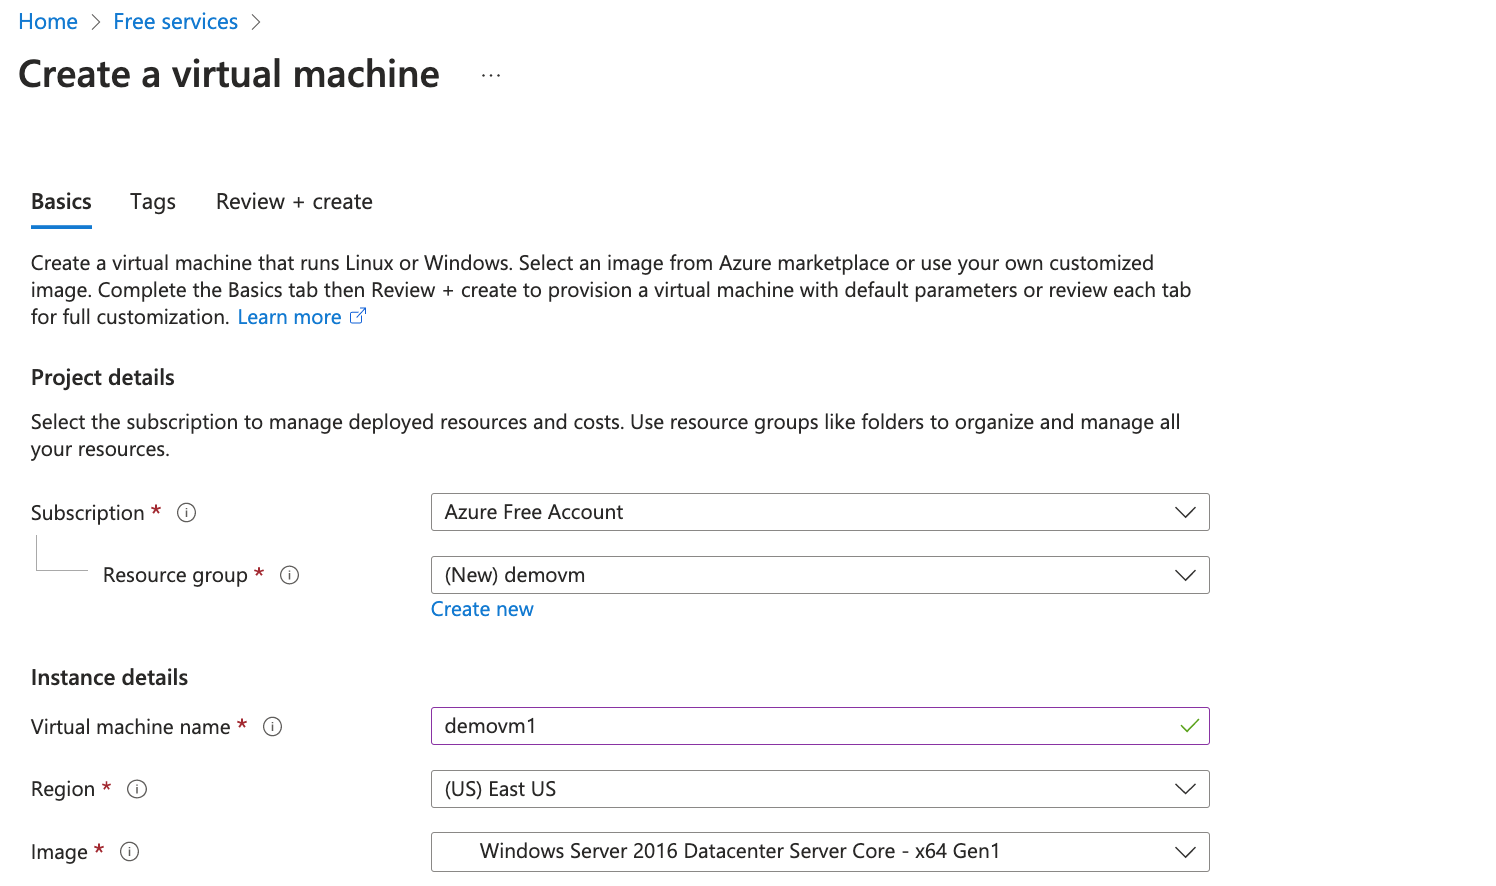 Home > Free services >
Create a virtual machine ...
Basics Tags Review + create
Create a virtual machine that runs Linux or Windows. Select an image from Azure marketplace or use your own customized
image. Complete the Basics tab then Review + create to provision a virtual machine with default parameters or review each tab
for full customization. Learn more
Project details
Select the subscription to manage deployed resources and costs. Use resource groups like folders to organize and manage all
your resources.
Subscription * Azure Free Account
Resource group * (New) demovm
Create new
Instance details
Virtual machine name * demovm1
Region * (US) East US
Image * Windows Server 2016 Datacenter Server Core - x64 Gen1